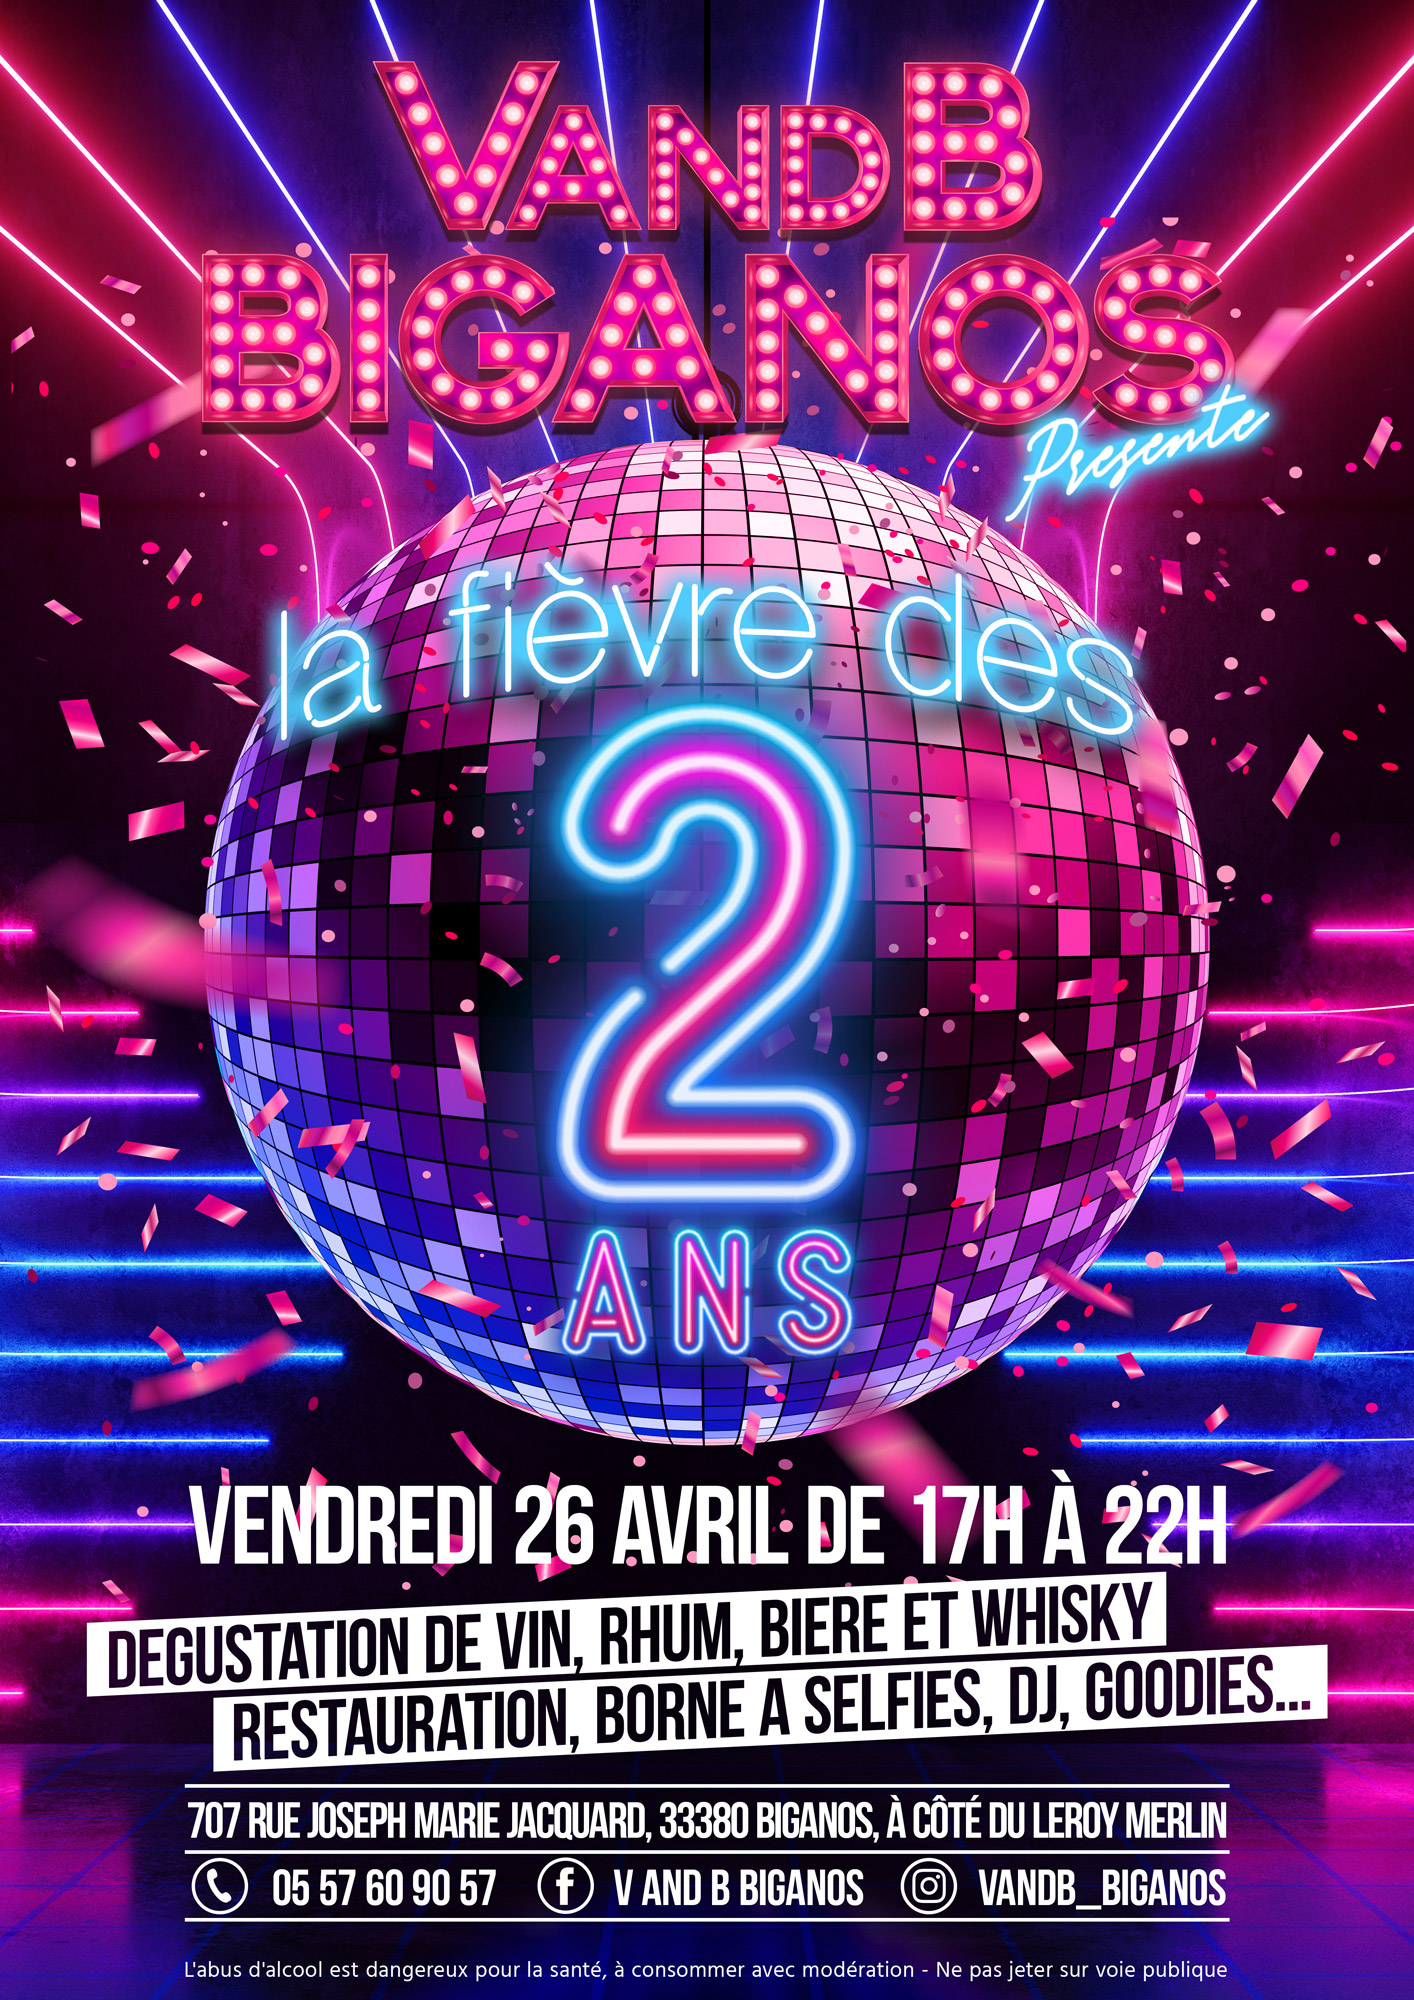 VANDB
BIGANOS
Presente
la fièvre des
2
ANS
VENDREDI 26 AVRIL DE 17H À 22H
DEGUSTATION DE VIN, RHUM, BIERE ET WHISKY
RESTAURATION, BORNE A SELFIES, DJ, GOODIES...
707 RUE JOSEPH MARIE JACQUARD, 33380 BIGANOS, À CÔTÉ DU LEROY MERLIN
05 57 60 90 57 V AND B BIGANOS VANDB_BIGANOS
L'abus d'alcool est dangereux pour la santé, à consommer avec modération - Ne pas jeter sur voie publique